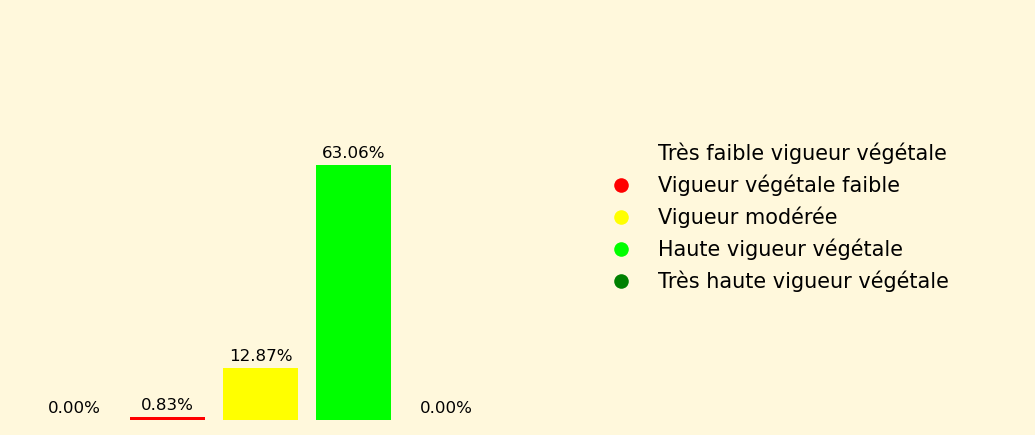 63.06%
12.87%
0.00%
0.83%
0.00%
Très faible vigueur végétale
Vigueur végétale faible
Vigueur modérée
Haute vigueur végétale
Très haute vigueur végétale